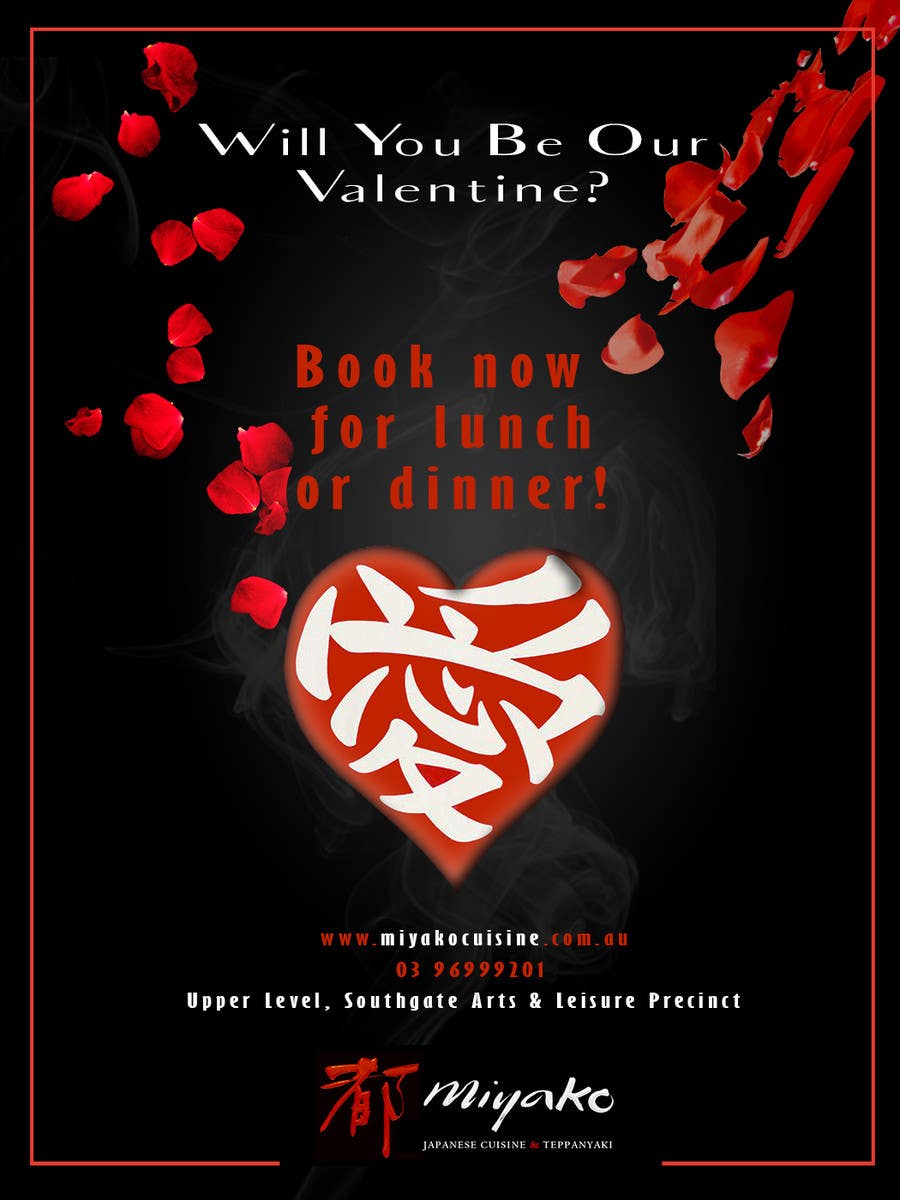 Will You Be Our
Valentine?
Book now
for lunch
or dinner!
愛
www.miyakocuisine.com.au
03 96999201
Upper Level, Southgate Arts & Leisure Precinct
都 miyako
JAPANESE CUISINE & TEPPANYAKI